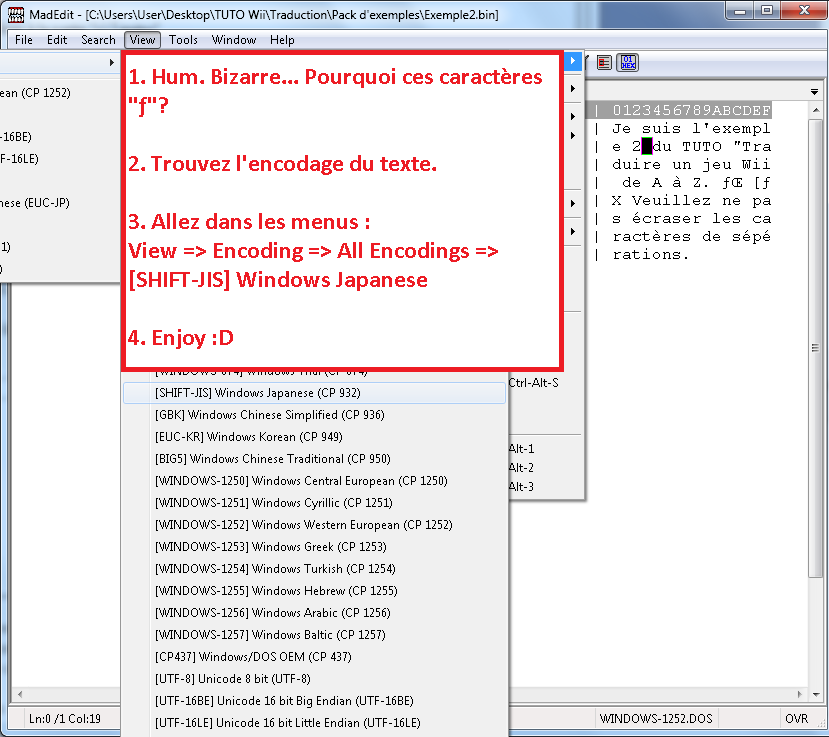 MadEdit - [C:\Users\User\Desktop\TUTO Wii\Traduction\Pack d'exemples\Exemple2.bin]
File Edit Search View Tools Window Help
1. Hum. Bizarre... Pourquoi ces caractères
"ƒ"?
2. Trouvez l'encodage du texte.
3. Allez dans les menus :
View => Encoding => All Encodings =>
[SHIFT-JIS] Windows Japanese
4. Enjoy :D
ean (CP 1252)
-16BE)
F-16LE)
nese (EUC-JP)
1)
)
| 0123456789ABCDEF
| Je suis l'exempl
| e 2 du TUTO "Tra
| duire un jeu Wii
|  de A à Z. ƒŒ [ƒ
| X Veuillez ne pa
| s écraser les ca
| ractères de sépé
| rations.
[WINDOWS-874] Windows Thai (CP 874)
[SHIFT-JIS] Windows Japanese (CP 932)
[GBK] Windows Chinese Simplified (CP 936)
[EUC-KR] Windows Korean (CP 949)
[BIG5] Windows Chinese Traditional (CP 950)
[WINDOWS-1250] Windows Central European (CP 1250)
[WINDOWS-1251] Windows Cyrillic (CP 1251)
[WINDOWS-1252] Windows Western European (CP 1252)
[WINDOWS-1253] Windows Greek (CP 1253)
[WINDOWS-1254] Windows Turkish (CP 1254)
[WINDOWS-1255] Windows Hebrew (CP 1255)
[WINDOWS-1256] Windows Arabic (CP 1256)
[WINDOWS-1257] Windows Baltic (CP 1257)
[CP437] Windows/DOS OEM (CP 437)
[UTF-8] Unicode 8 bit (UTF-8)
[UTF-16BE] Unicode 16 bit Big Endian (UTF-16BE)
[UTF-16LE] Unicode 16 bit Little Endian (UTF-16LE)
Ctrl-Alt-S
Alt-1
Alt-2
Alt-3
Ln:0 /1 Col:19
WINDOWS-1252.DOS
OVR